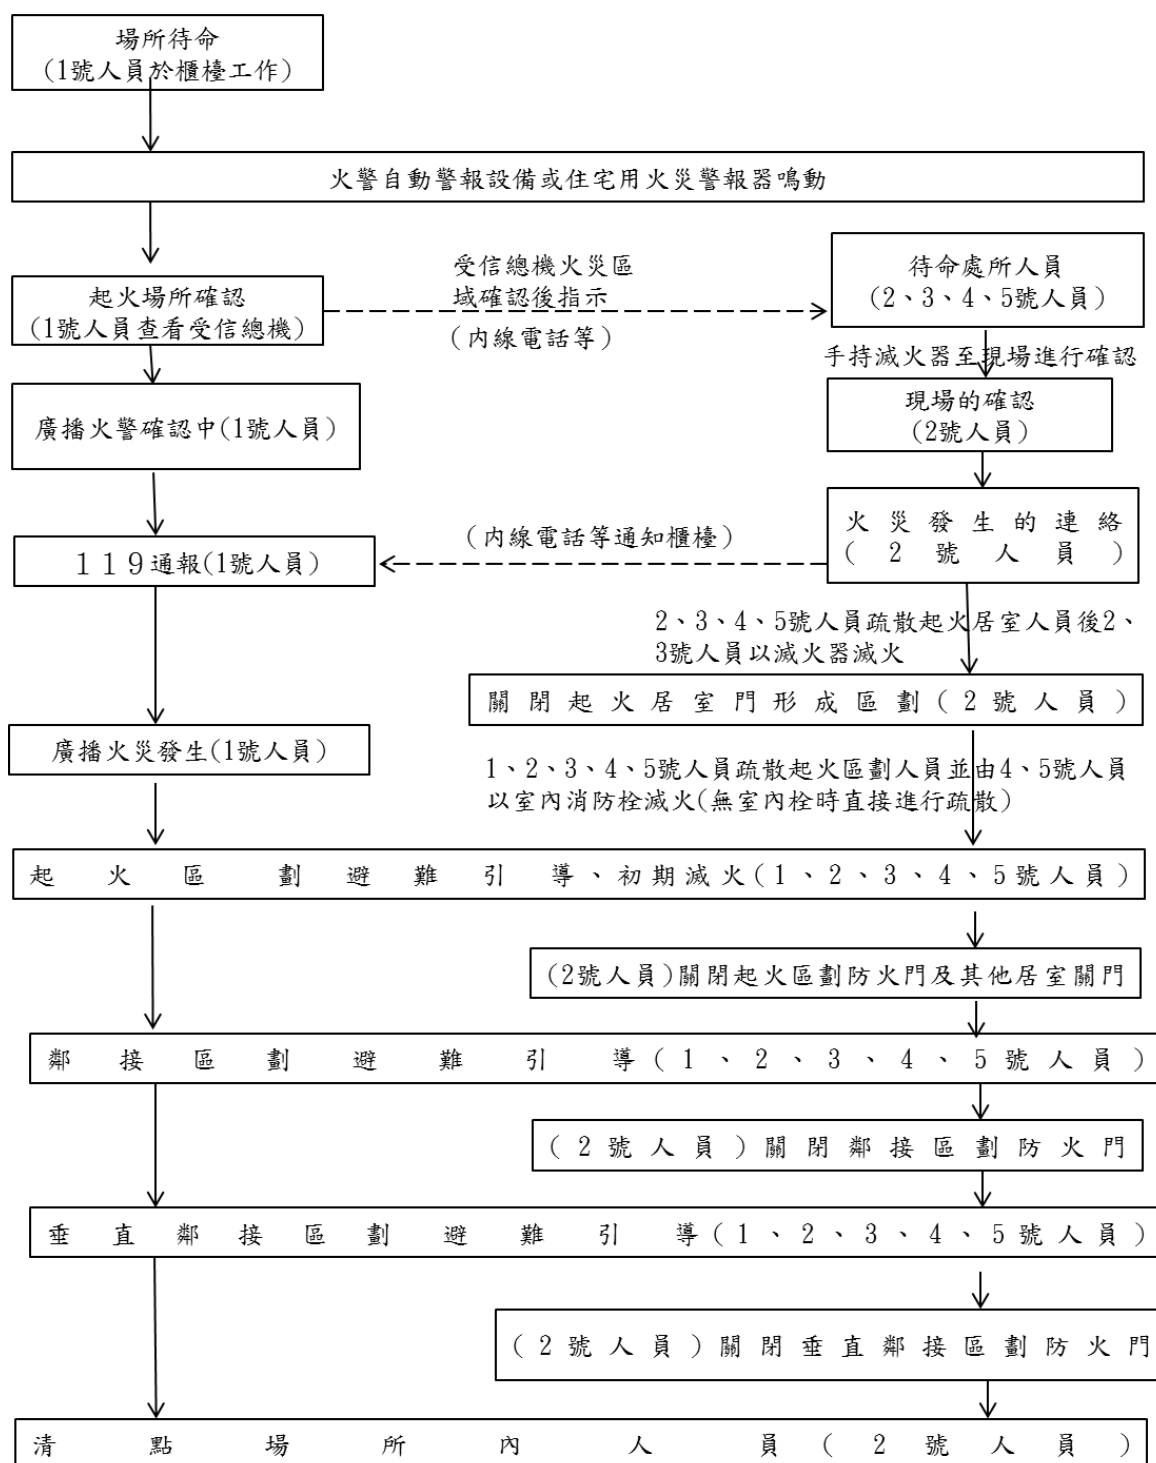 場所待命
(1號人員於櫃檯工作)
火警自動警報設備或住宅用火災警報器鳴動
起火場所確認
(1號人員查看受信總機)
受信總機火災區
域確認後指示
(內線電話等)
待命處所人員
(2、3、4、5號人員)
手持滅火器至現場進行確認
廣播火警確認中(1號人員)
現場的確認
(2號人員)
火災發生的連絡
(2號人員)
(內線電話等通知櫃檯)
１１９通報(1號人員)
2、3、4、5號人員疏散起火居室人員後2、
3號人員以滅火器滅火
關閉起火居室門形成區劃(2號人員)
廣播火災發生(1號人員)
1、2、3、4、5號人員疏散起火區劃人員並由4、5號人員
以室內消防栓滅火(無室內栓時直接進行疏散)
起火區劃避難引導、初期滅火(1、2、3、4、5號人員)
(2號人員)關閉起火區劃防火門及其他居室關門
鄰接區劃避難引導(1、2、3、4、5號人員)
(2號人員)關閉鄰接區劃防火門
垂直鄰接區劃避難引導(1、2、3、4、5號人員)
(2號人員)關閉垂直鄰接區劃防火門
清點場所內人員(2號人員)